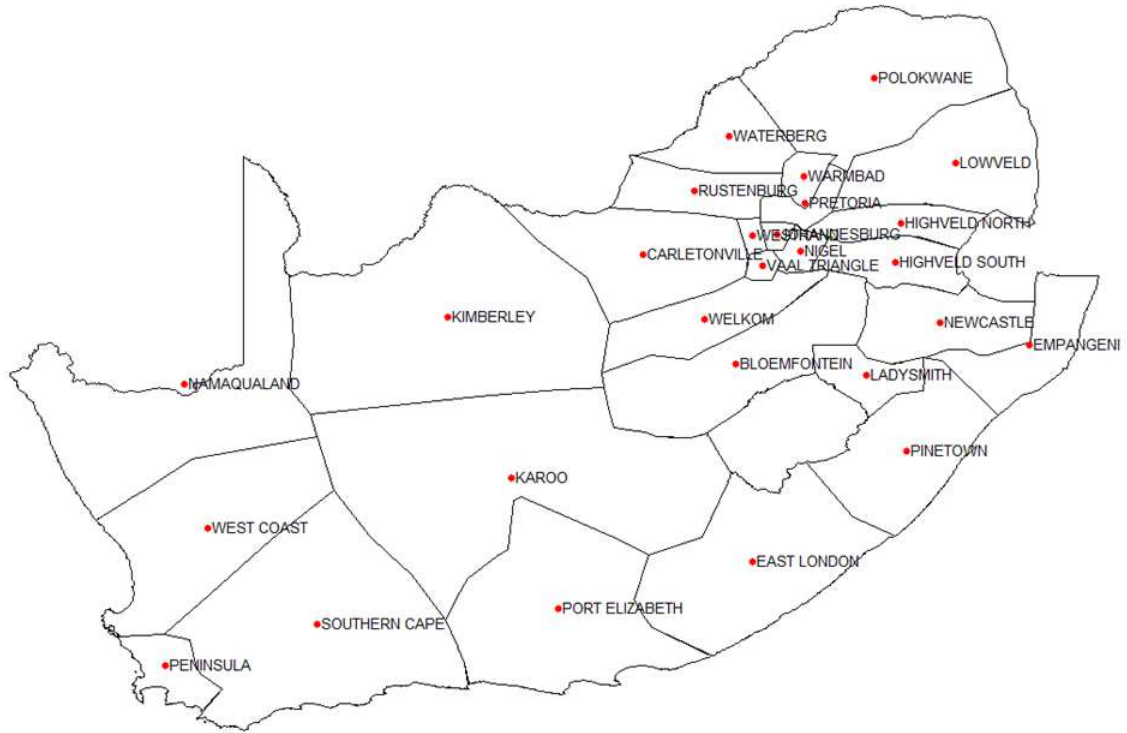 POLOKWANE
WATERBERG
LOWVELD
WARMBAD
RUSTENBURG
PRETORIA
HIGHVELD NORTH
JOHANNESBURG
NIGEL
CARLETONVILLE
HIGHVELD SOUTH
VAAL TRIANGLE
KIMBERLEY
WELKOM
NEWCASTLE
EMPANGENI
BLOEMFONTEIN
LADYSMITH
NAMAQUALAND
PINETOWN
KAROO
WEST COAST
EAST LONDON
PORT ELIZABETH
SOUTHERN CAPE
PENINSULA